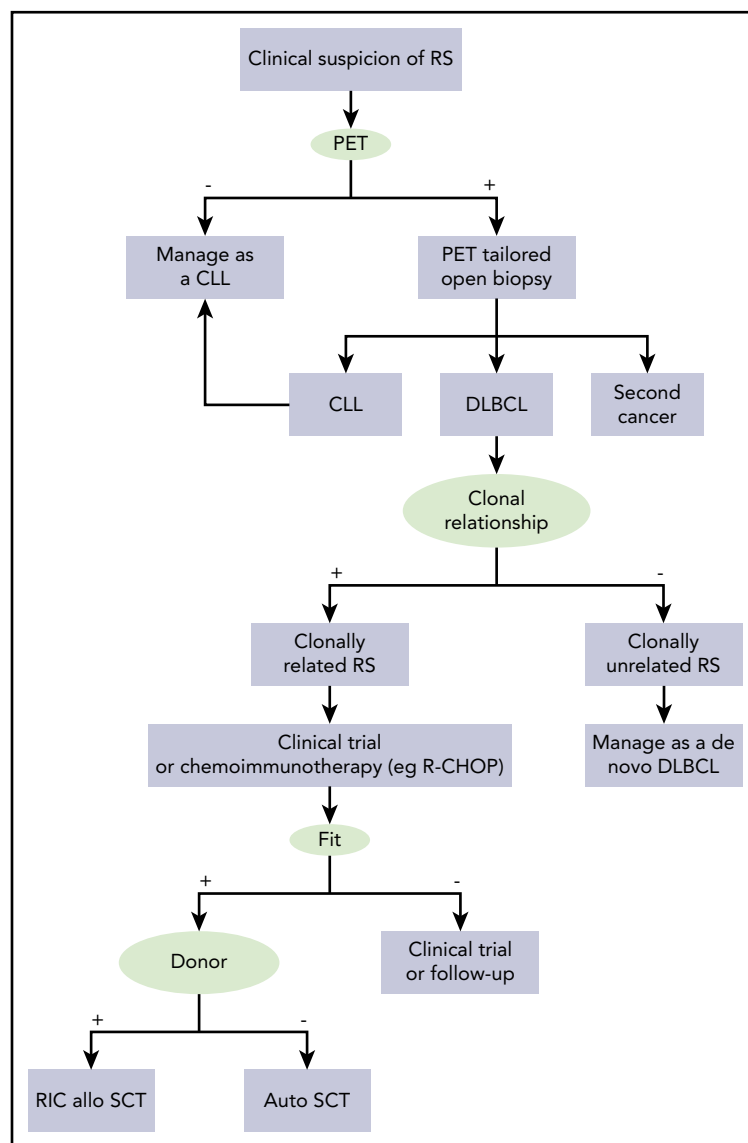 Clinical suspicion of RS
PET
-
+
Manage as
a CLL
PET tailored
open biopsy
CLL
DLBCL
Second
cancer
Clonal
relationship
+
-
Clonally
related RS
Clonally
unrelated RS
Clinical trial
or chemoimmunotherapy (eg R-CHOP)
Manage as a de
novo DLBCL
Fit
+
-
Donor
Clinical trial
or follow-up
+
-
RIC allo SCT
Auto SCT